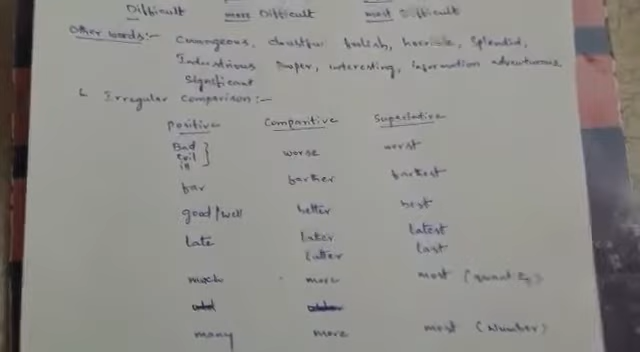 Difficult more Difficult most Difficult
Other words:- Courageous, doubtful foolish, horrible, splendid,
Industrious Proper, interesting, information adventurous
significant
Irregular Comparison:-
Positive Comparitive Superlative
Bad
Evil
ill
worse worst
far farther farthest
good/well better best
Late Later Latest
Latter Last
much more most (quantity)
many more most (Number)